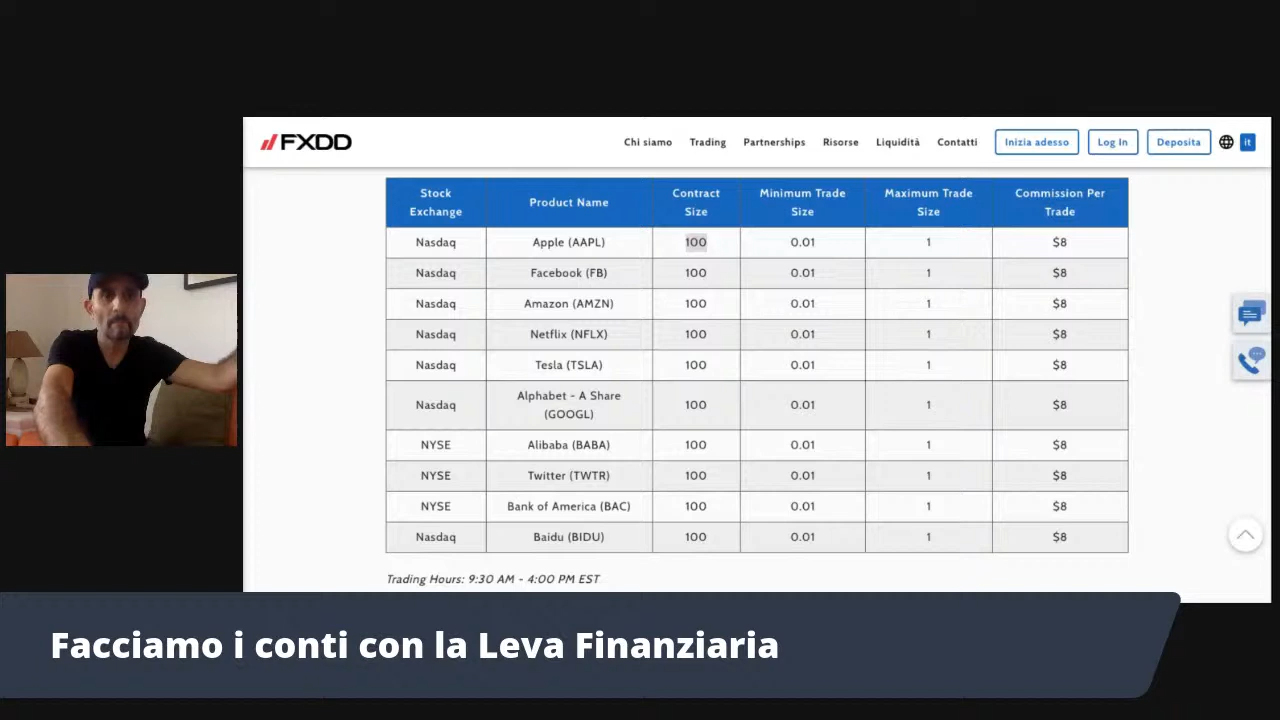 FXDD
Chi siamo Trading Partnerships Risorse Liquidità Contatti Inizia adesso Log In Deposita it
Stock Exchange Product Name Contract Size Minimum Trade Size Maximum Trade Size Commission Per Trade
Nasdaq Apple (AAPL) 100 0.01 1 $8
Nasdaq Facebook (FB) 100 0.01 1 $8
Nasdaq Amazon (AMZN) 100 0.01 1 $8
Nasdaq Netflix (NFLX) 100 0.01 1 $8
Nasdaq Tesla (TSLA) 100 0.01 1 $8
Nasdaq Alphabet - A Share (GOOGL) 100 0.01 1 $8
NYSE Alibaba (BABA) 100 0.01 1 $8
NYSE Twitter (TWTR) 100 0.01 1 $8
NYSE Bank of America (BAC) 100 0.01 1 $8
Nasdaq Baidu (BIDU) 100 0.01 1 $8
Trading Hours: 9:30 AM - 4:00 PM EST
Facciamo i conti con la Leva Finanziaria